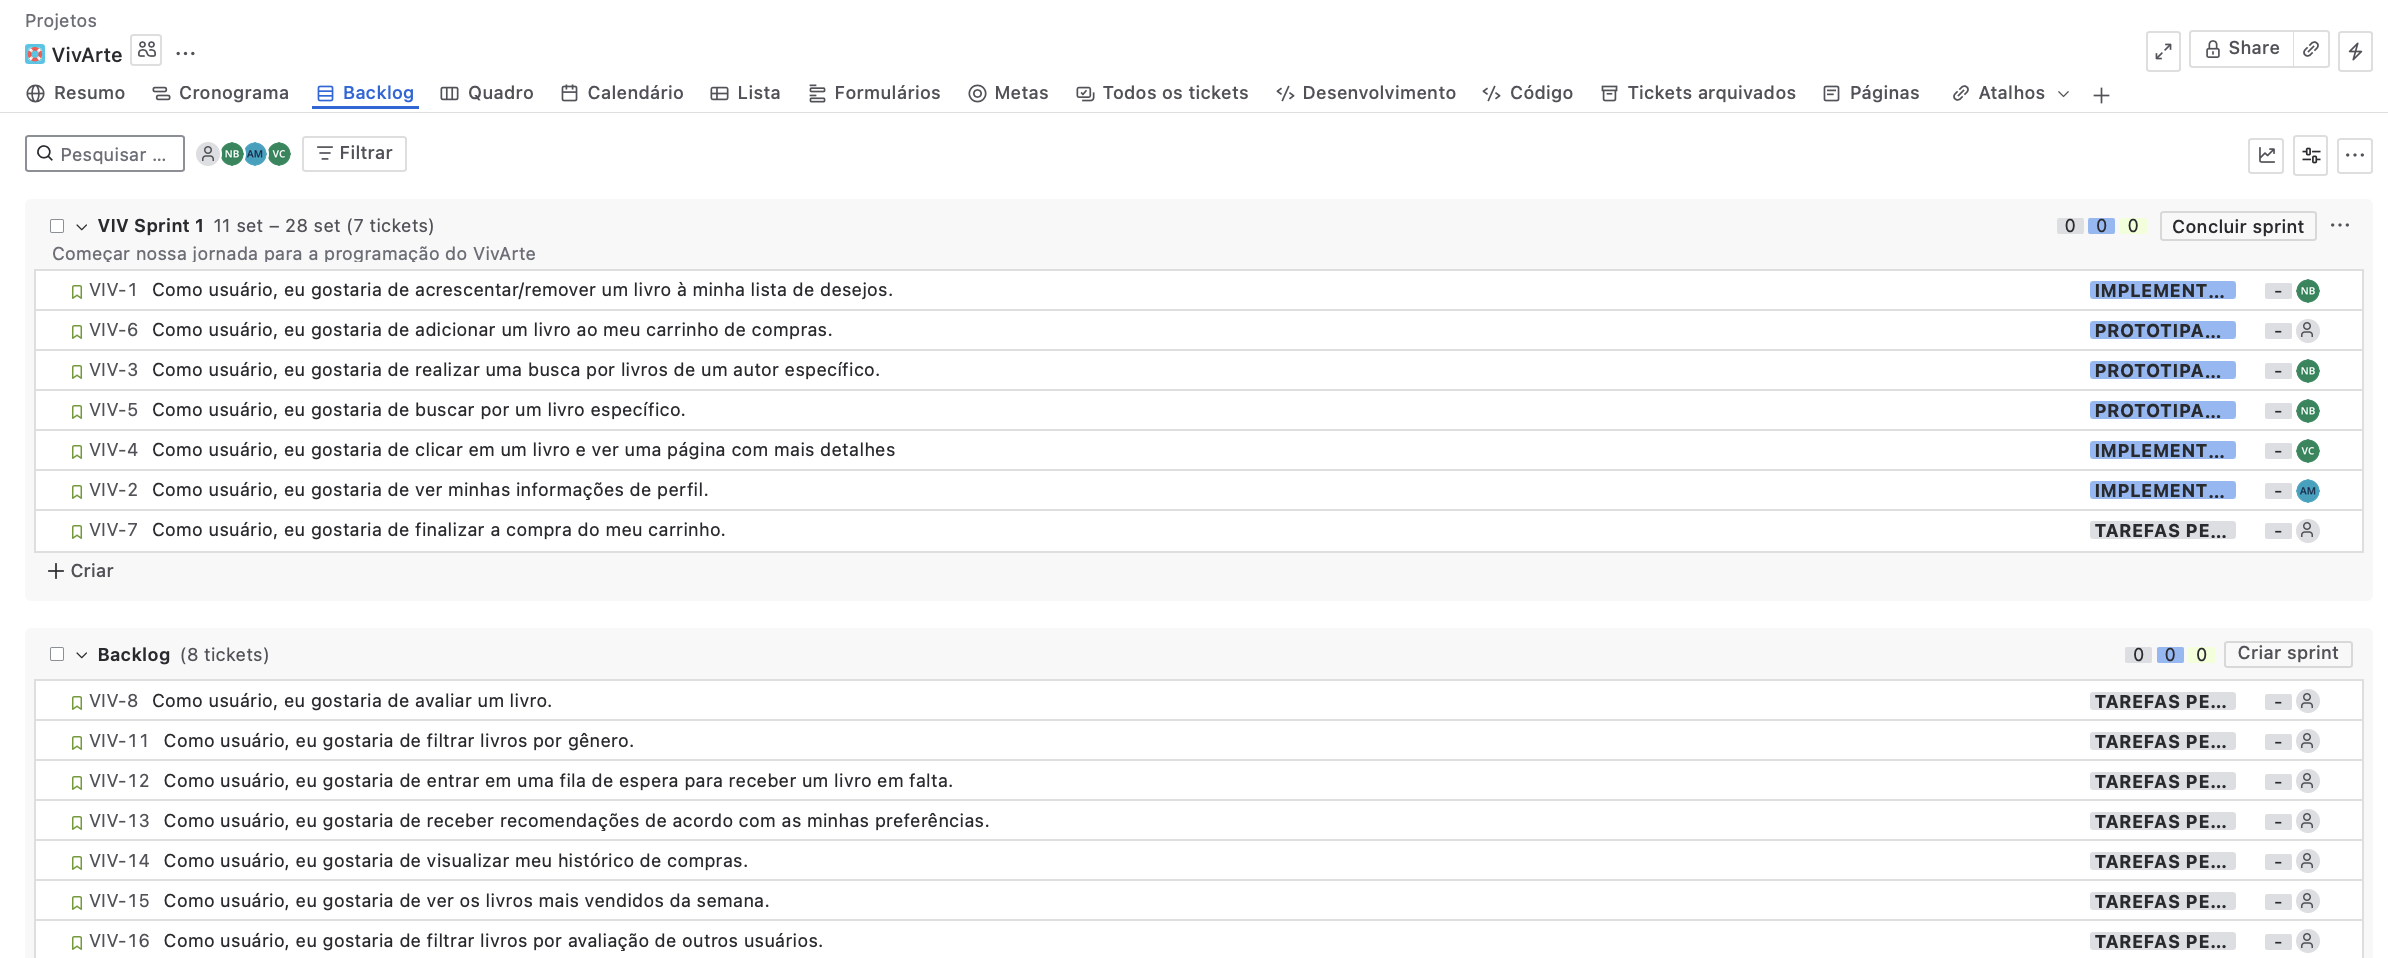 Projetos
VivArte
Share
Resumo Cronograma Backlog Quadro Calendário Lista Formulários Metas Todos os tickets Desenvolvimento Código Tickets arquivados Páginas Atalhos
Pesquisar ... NB AM VC Filtrar
VIV Sprint 1 11 set – 28 set (7 tickets) 0 0 0 Concluir sprint
Começar nossa jornada para a programação do VivArte
VIV-1 Como usuário, eu gostaria de acrescentar/remover um livro à minha lista de desejos. IMPLEMENT... - NB
VIV-6 Como usuário, eu gostaria de adicionar um livro ao meu carrinho de compras. PROTOTIPA... -
VIV-3 Como usuário, eu gostaria de realizar uma busca por livros de um autor específico. PROTOTIPA... - NB
VIV-5 Como usuário, eu gostaria de buscar por um livro específico. PROTOTIPA... - NB
VIV-4 Como usuário, eu gostaria de clicar em um livro e ver uma página com mais detalhes IMPLEMENT... - VC
VIV-2 Como usuário, eu gostaria de ver minhas informações de perfil. IMPLEMENT... - AM
VIV-7 Como usuário, eu gostaria de finalizar a compra do meu carrinho. TAREFAS PE... -
Criar
Backlog (8 tickets) 0 0 0 Criar sprint
VIV-8 Como usuário, eu gostaria de avaliar um livro. TAREFAS PE... -
VIV-11 Como usuário, eu gostaria de filtrar livros por gênero. TAREFAS PE... -
VIV-12 Como usuário, eu gostaria de entrar em uma fila de espera para receber um livro em falta. TAREFAS PE... -
VIV-13 Como usuário, eu gostaria de receber recomendações de acordo com as minhas preferências. TAREFAS PE... -
VIV-14 Como usuário, eu gostaria de visualizar meu histórico de compras. TAREFAS PE... -
VIV-15 Como usuário, eu gostaria de ver os livros mais vendidos da semana. TAREFAS PE... -
VIV-16 Como usuário, eu gostaria de filtrar livros por avaliação de outros usuários. TAREFAS PE... -